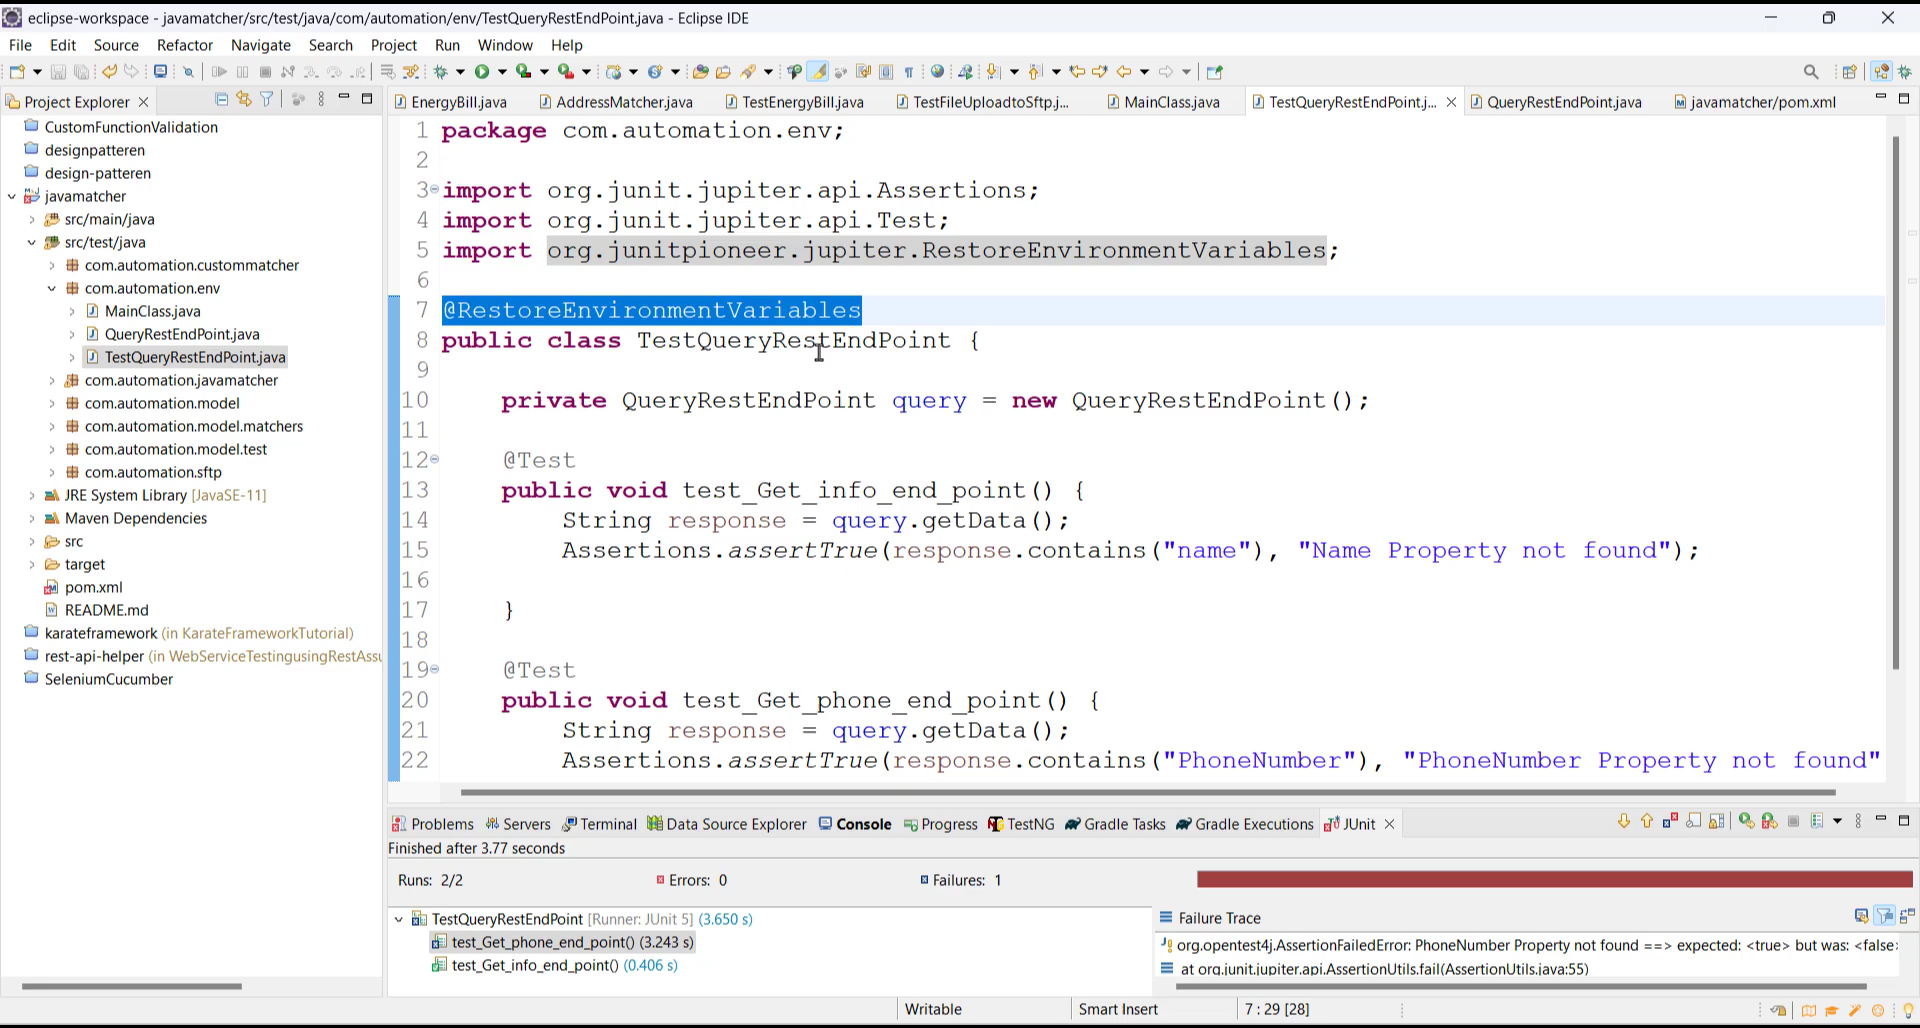 eclipse-workspace - javamatcher/src/test/java/com/automation/env/TestQueryRestEndPoint.java - Eclipse IDE
File Edit Source Refactor Navigate Search Project Run Window Help
Project Explorer
EnergyBill.java AddressMatcher.java TestEnergyBill.java TestFileUploadtoSftp.j... MainClass.java TestQueryRestEndPoint.j... QueryRestEndPoint.java javamatcher/pom.xml
CustomFunctionValidation
designpatteren
design-patteren
javamatcher
src/main/java
src/test/java
com.automation.custommatcher
com.automation.env
MainClass.java
QueryRestEndPoint.java
TestQueryRestEndPoint.java
com.automation.javamatcher
com.automation.model
com.automation.model.matchers
com.automation.model.test
com.automation.sftp
JRE System Library [JavaSE-11]
Maven Dependencies
src
target
pom.xml
README.md
karateframework (in KarateFrameworkTutorial)
rest-api-helper (in WebServiceTestingusingRestAssu
SeleniumCucumber
1 package com.automation.env;
2
3 import org.junit.jupiter.api.Assertions;
4 import org.junit.jupiter.api.Test;
5 import org.junitpioneer.jupiter.RestoreEnvironmentVariables;
6
7 @RestoreEnvironmentVariables
8 public class TestQueryRestEndPoint {
9
10 private QueryRestEndPoint query = new QueryRestEndPoint();
11
12 @Test
13 public void test_Get_info_end_point() {
14 String response = query.getData();
15 Assertions.assertTrue(response.contains("name"), "Name Property not found");
16
17 }
18
19 @Test
20 public void test_Get_phone_end_point() {
21 String response = query.getData();
22 Assertions.assertTrue(response.contains("PhoneNumber"), "PhoneNumber Property not found"
Problems Servers Terminal Data Source Explorer Console Progress TestNG Gradle Tasks Gradle Executions JUnit
Finished after 3.77 seconds
Runs: 2/2 Errors: 0 Failures: 1
TestQueryRestEndPoint [Runner: JUnit 5] (3.650 s)
test_Get_phone_end_point() (3.243 s)
test_Get_info_end_point() (0.406 s)
Failure Trace
org.opentest4j.AssertionFailedError: PhoneNumber Property not found ==> expected: <true> but was: <false>
at org.junit.jupiter.api.AssertionUtils.fail(AssertionUtils.java:55)
Writable Smart Insert 7 : 29 [28]